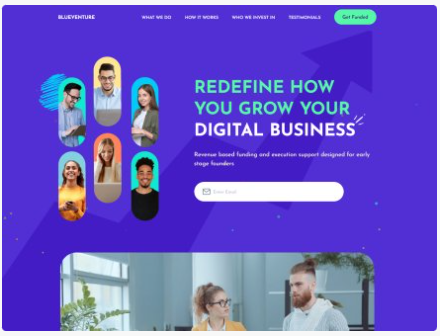 BLUEVENTURE
WHAT WE DO
HOW IT WORKS
WHO WE INVEST IN
TESTIMONIALS
Get Funded
REDEFINE HOW
YOU GROW YOUR
DIGITAL BUSINESS
Revenue based funding and execution support designed for early
stage founders
Enter Email